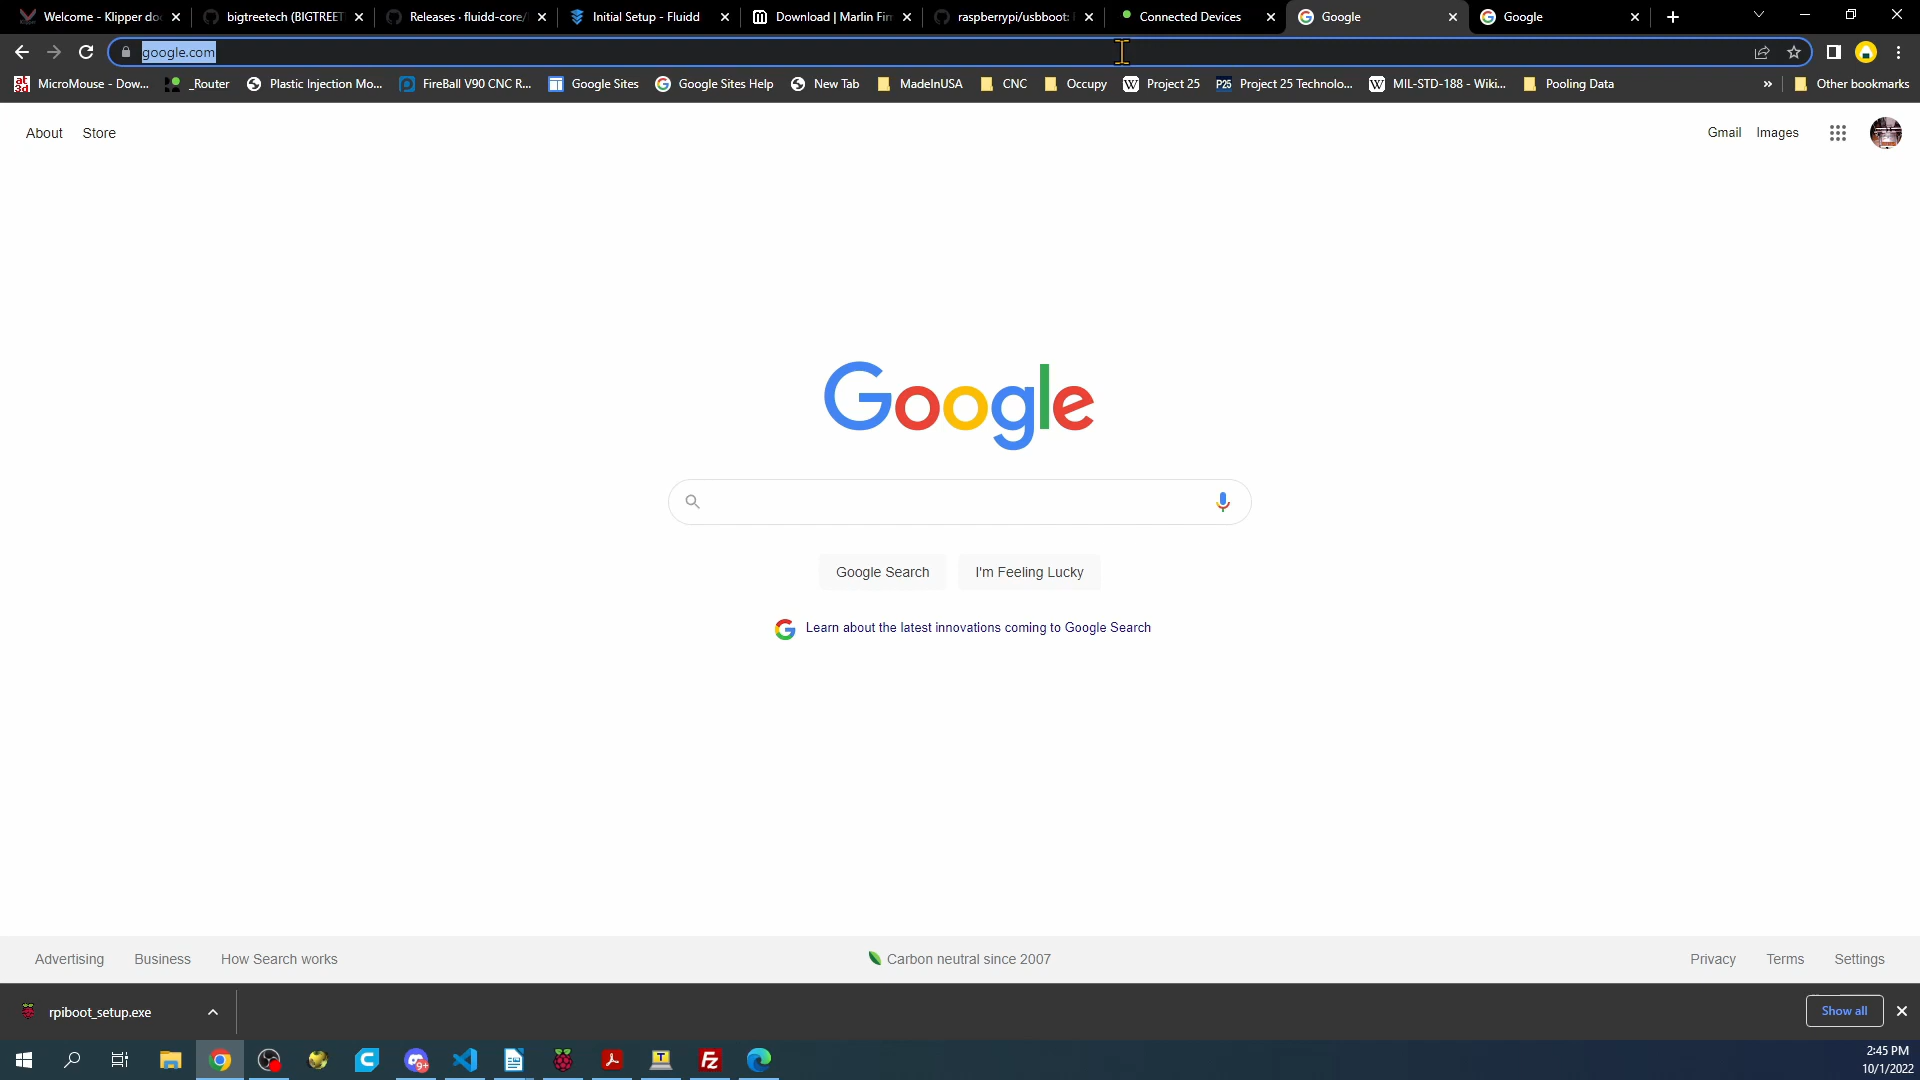 Welcome - Klipper do
bigtreetech (BIGTREET
Releases · fluidd-core/
Initial Setup - Fluidd
Download | Marlin Fir
raspberrypi/usbboot:
Connected Devices
Google
Google
google.com
MicroMouse - Dow...
_Router
Plastic Injection Mo...
FireBall V90 CNC R...
Google Sites
Google Sites Help
New Tab
MadeInUSA
CNC
Occupy
Project 25
P25
Project 25 Technolo...
MIL-STD-188 - Wiki...
Pooling Data
»
Other bookmarks
About
Store
Gmail
Images
Google
Google Search
I'm Feeling Lucky
Learn about the latest innovations coming to Google Search
Advertising
Business
How Search works
Carbon neutral since 2007
Privacy
Terms
Settings
rpiboot_setup.exe
Show all
9+
2:45 PM
10/1/2022